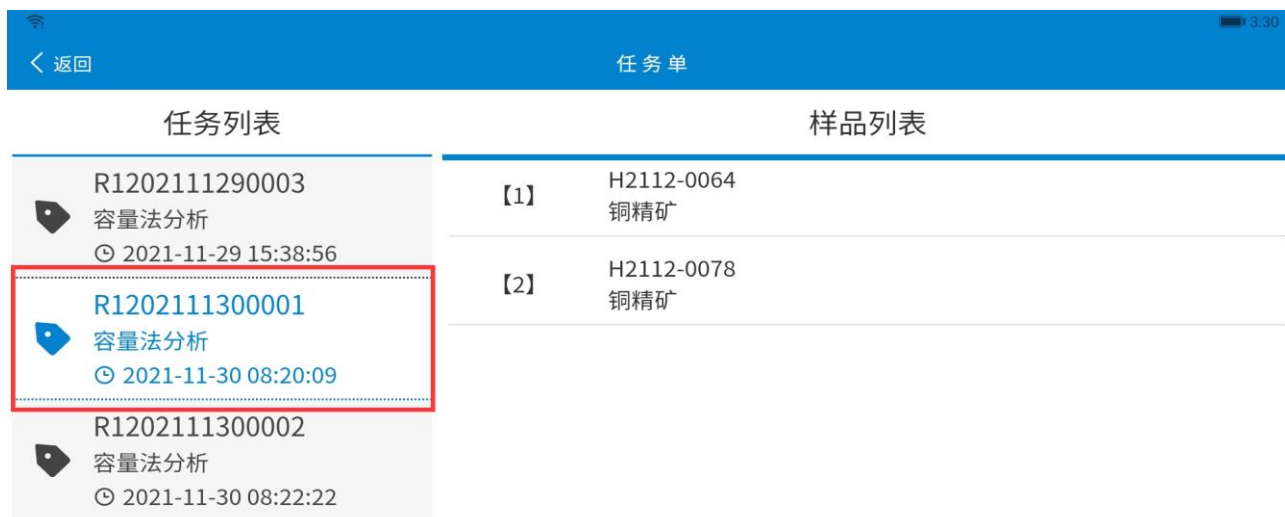 3:30
返回
任务单
任务列表
样品列表
R1202111290003
容量法分析
2021-11-29 15:38:56
R1202111300001
容量法分析
2021-11-30 08:20:09
R1202111300002
容量法分析
2021-11-30 08:22:22
【1】
H2112-0064
铜精矿
【2】
H2112-0078
铜精矿